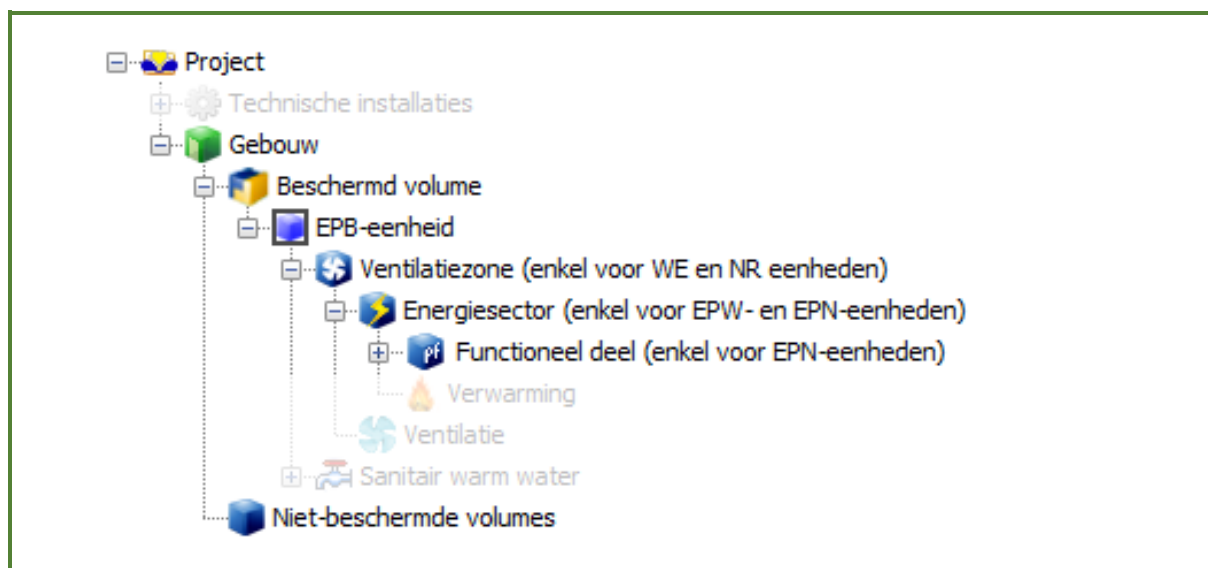 Project
Technische installaties
Gebouw
Beschermd volume
EPB-eenheid
Ventilatiezone (enkel voor WE en NR eenheden)
Energiesector (enkel voor EPW- en EPN-eenheden)
pf Functioneel deel (enkel voor EPN-eenheden)
Verwarming
Ventilatie
Sanitair warm water
Niet-beschermde volumes